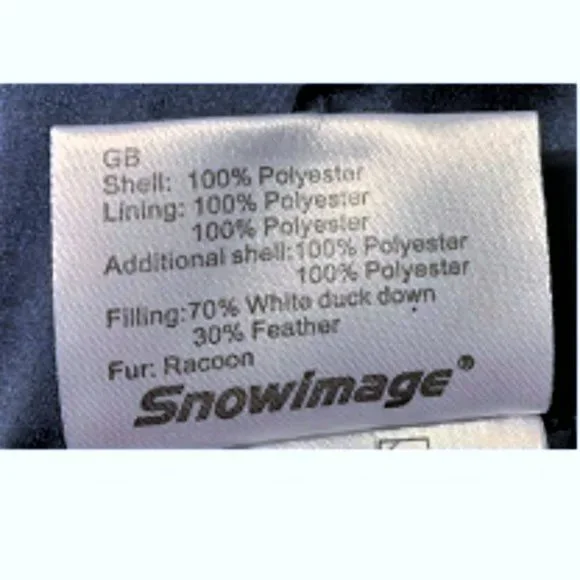 GB
Shell: 100% Polyester
Lining: 100% Polyester
100% Polyester
Additional shell: 100% Polyester
100% Polyester
Filling: 70% White duck down
30% Feather
Fur: Racoon
Snowimage®